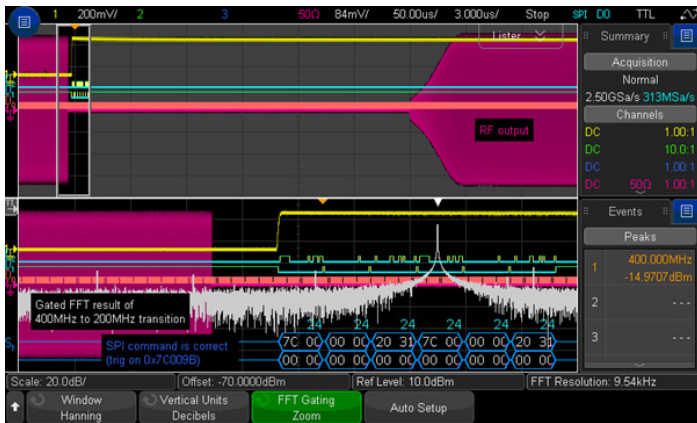 1 200mV/ 2 3 50Ω 84mV/ 50.00us/ 3.000us/ Stop SPI D0 TTL
Lister
Summary
Acquisition
Normal
2.50GSa/s 313MSa/s
Channels
DC 1.00:1
DC 10.0:1
DC 1.00:1
DC 50Ω 1.00:1
RF output
Events
Peaks
1 400.000MHz
-14.9707dBm
2 - - -
3 - - -
Gated FFT result of
400MHz to 200MHz transition
SPI command is correct
(trig on 0x7C009B)
24 24 24 24 24 24
S1 7C 00 00 00 20 31 7C 00 00 00 20 31
00 00 00 00 00 00 00 00 00 00 00 00
Scale: 20.0dB/ Offset: -70.0000dBm Ref Level: 10.0dBm FFT Resolution: 9.54kHz
Window
Hanning
Vertical Units
Decibels
FFT Gating
Zoom
Auto Setup